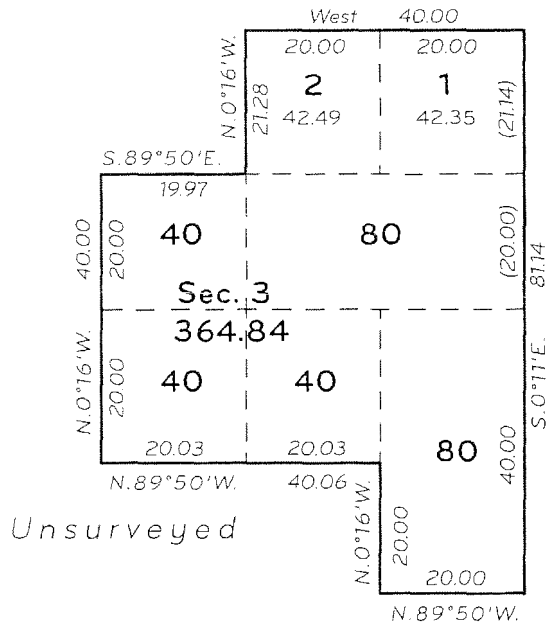 West 40.00
20.00 20.00
N.0°16'W.
21.28
2
42.49
1
42.35
(21.14)
S.89°50'E.
19.97
40.00
20.00
40
80
(20.00)
81.14
Sec. 3
364.84
N.0°16'W.
20.00
40
40
80
40.00
S.0°11'E.
20.03 20.03
N.89°50'W. 40.06
N.0°16'W.
20.00
Unsurveyed
20.00
N.89°50'W.